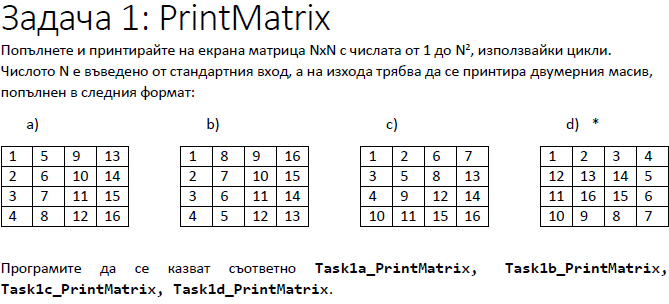 Задача 1: PrintMatrix
Попълнете и принтирайте на екрана матрица NxN с числата от 1 до N², използвайки цикли.
Числото N е въведено от стандартния вход, а на изхода трябва да се принтира двумерния масив,
попълнен в следния формат:
a) b) c) d) *
1 5 9 13 1 8 9 16 1 2 6 7 1 2 3 4
2 6 10 14 2 7 10 15 3 5 8 13 12 13 14 5
3 7 11 15 3 6 11 14 4 9 12 14 11 16 15 6
4 8 12 16 4 5 12 13 10 11 15 16 10 9 8 7
Програмите да се казват съответно Task1a_PrintMatrix, Task1b_PrintMatrix,
Task1c_PrintMatrix, Task1d_PrintMatrix.